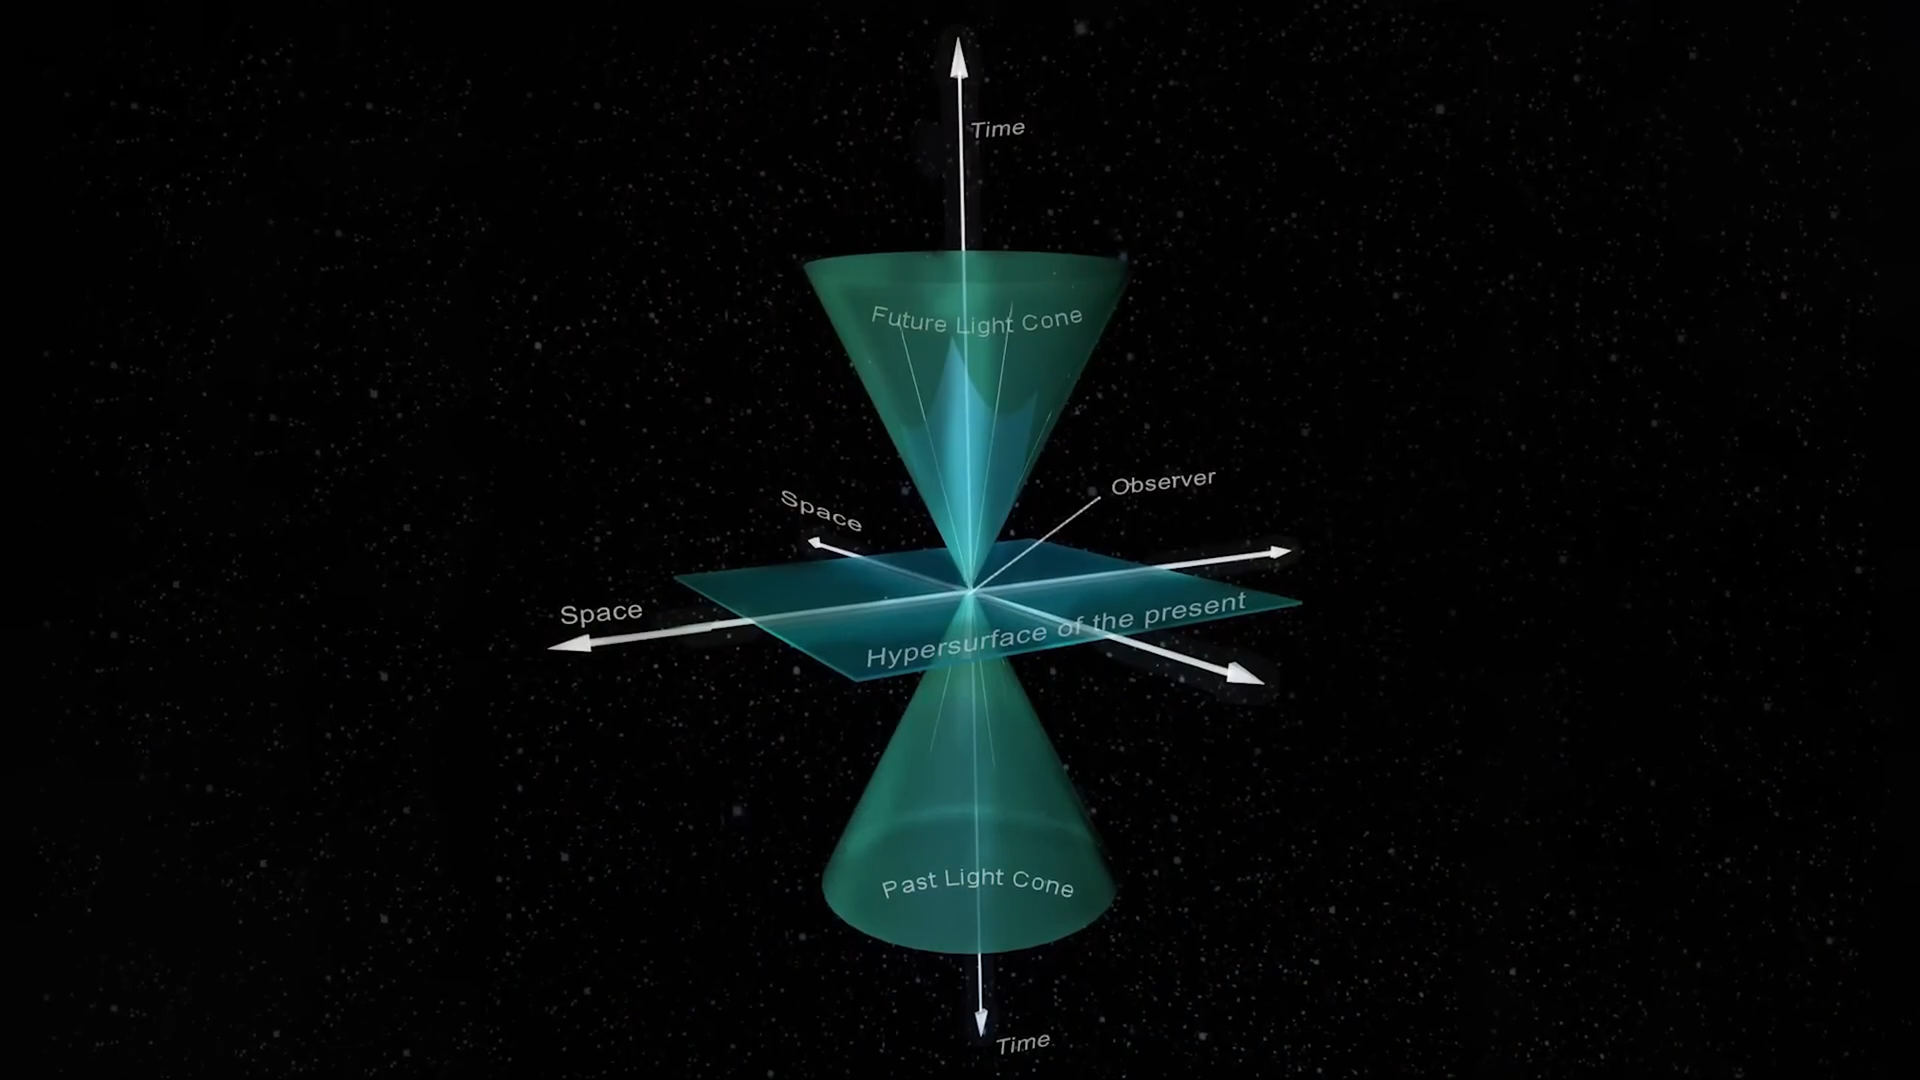 Time
Future Light Cone
Observer
Space
Space
Hypersurface of the present
Past Light Cone
Time